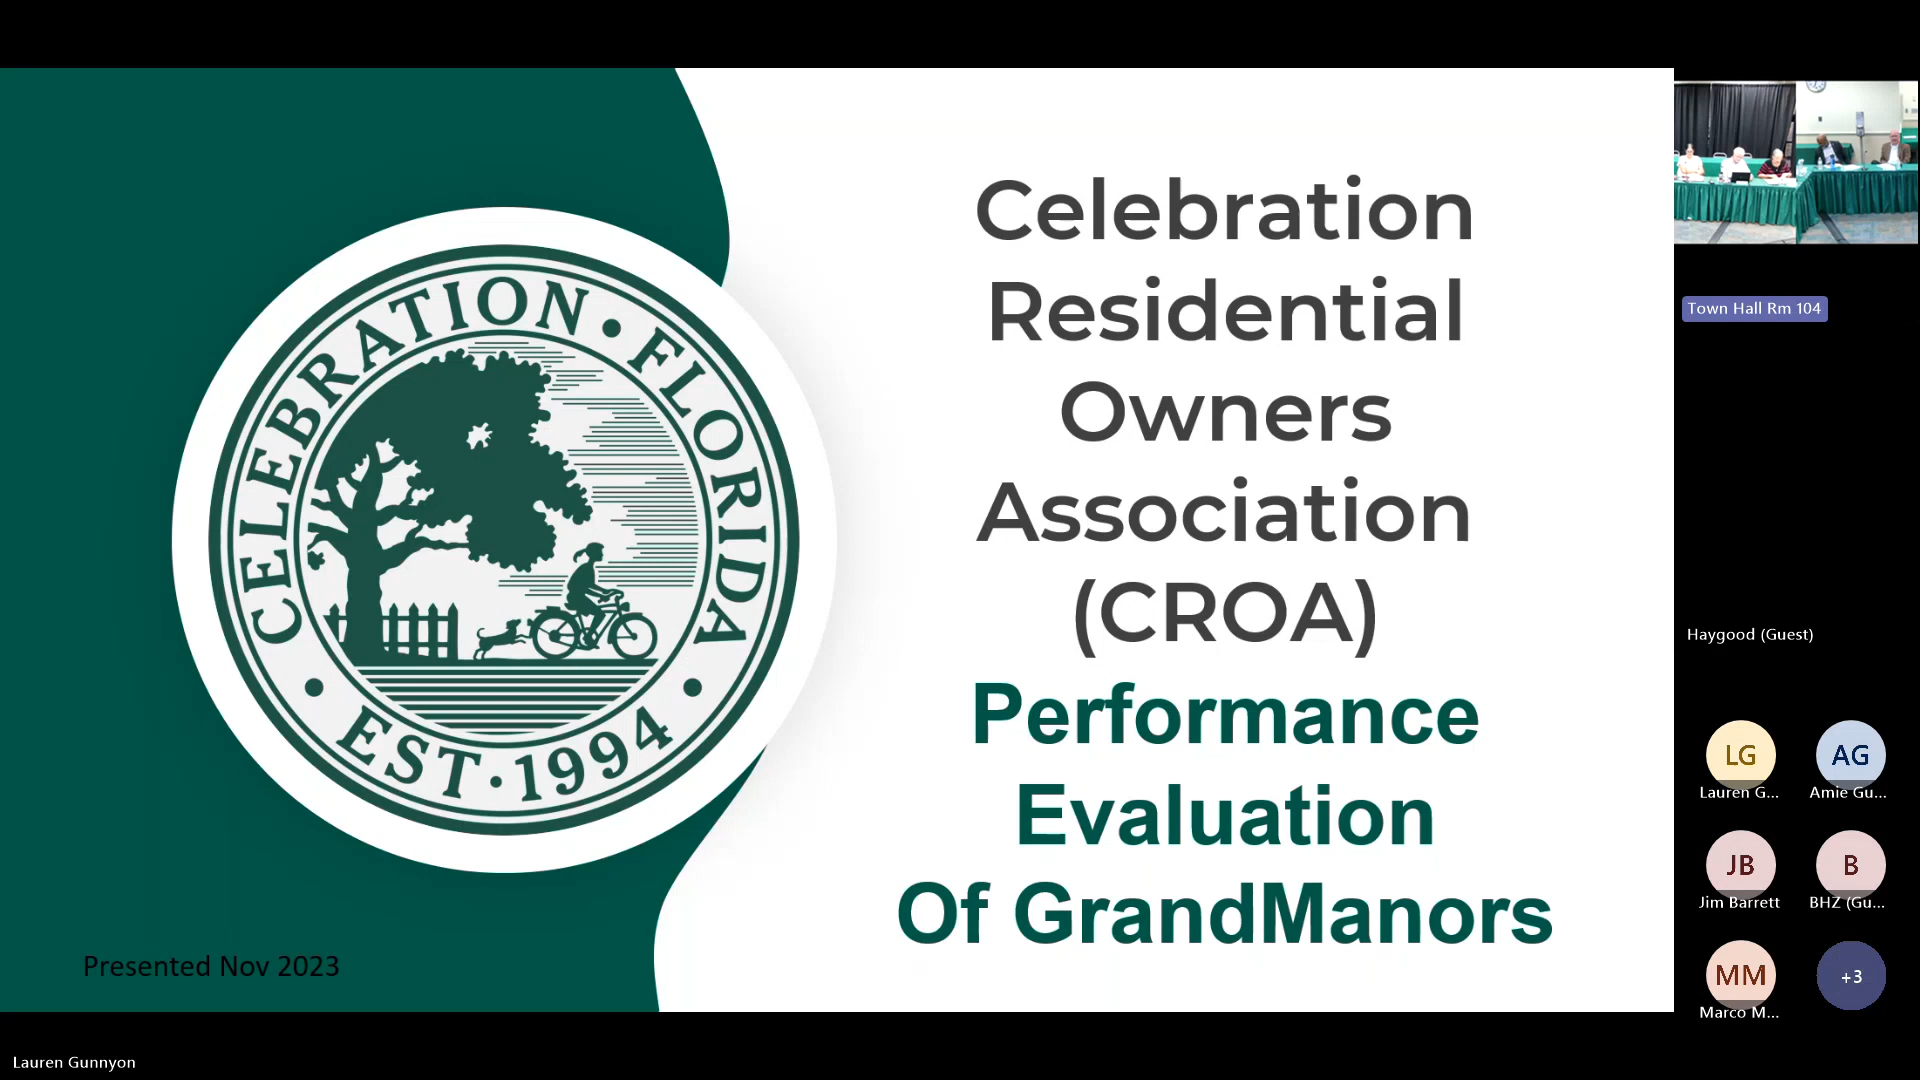 CELEBRATION • FLORIDA
EST • 1994
Celebration
Residential
Owners
Association
(CROA)
Performance
Evaluation
Of GrandManors
Presented Nov 2023
Town Hall Rm 104
Haygood (Guest)
LG
AG
Lauren G...
Amie Gu...
JB
B
Jim Barrett
BHZ (Gu...
MM
+3
Marco M...
Lauren Gunnyon